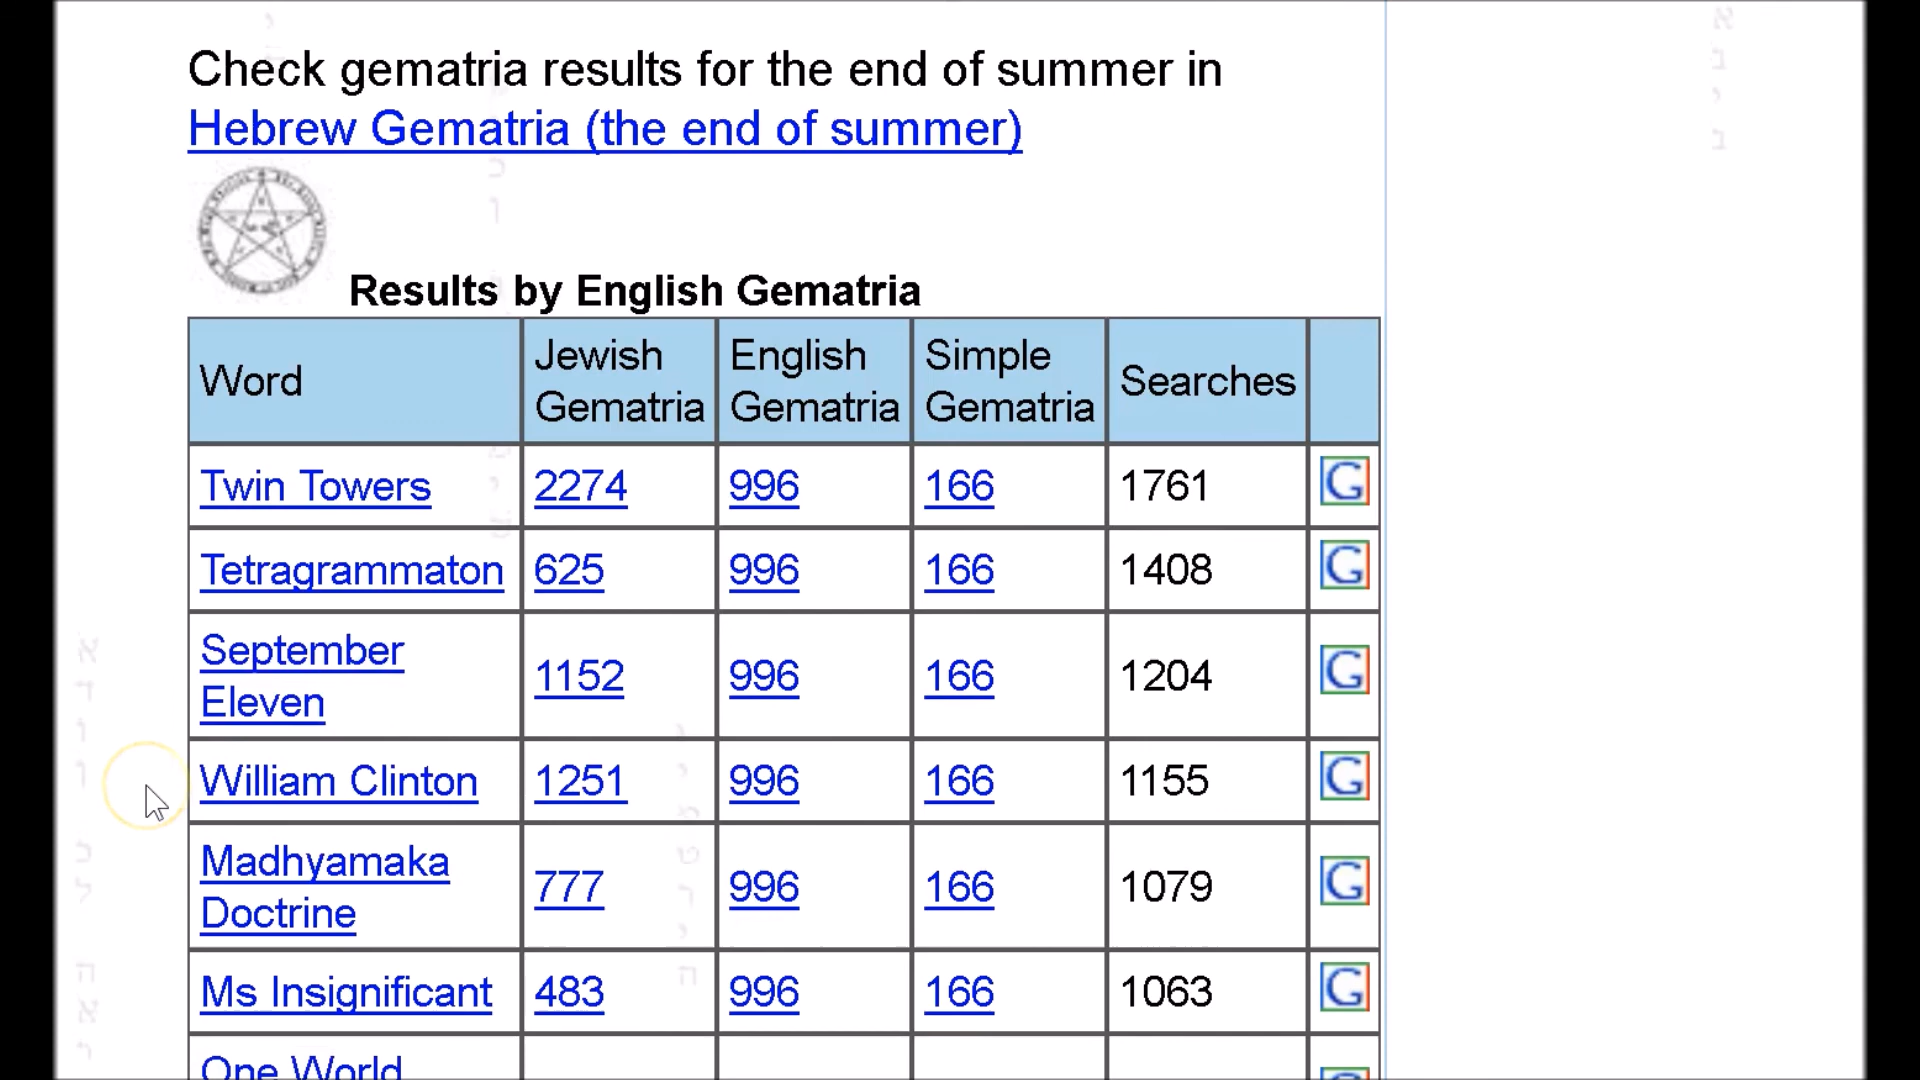 Check gematria results for the end of summer in
Hebrew Gematria (the end of summer)
Results by English Gematria
Word
Jewish
Gematria
English
Gematria
Simple
Gematria
Searches
Twin Towers 2274 996 166 1761 G
Tetragrammaton 625 996 166 1408 G
September
Eleven
1152 996 166 1204 G
William Clinton 1251 996 166 1155 G
Madhyamaka
Doctrine
777 996 166 1079 G
Ms Insignificant 483 996 166 1063 G
One World